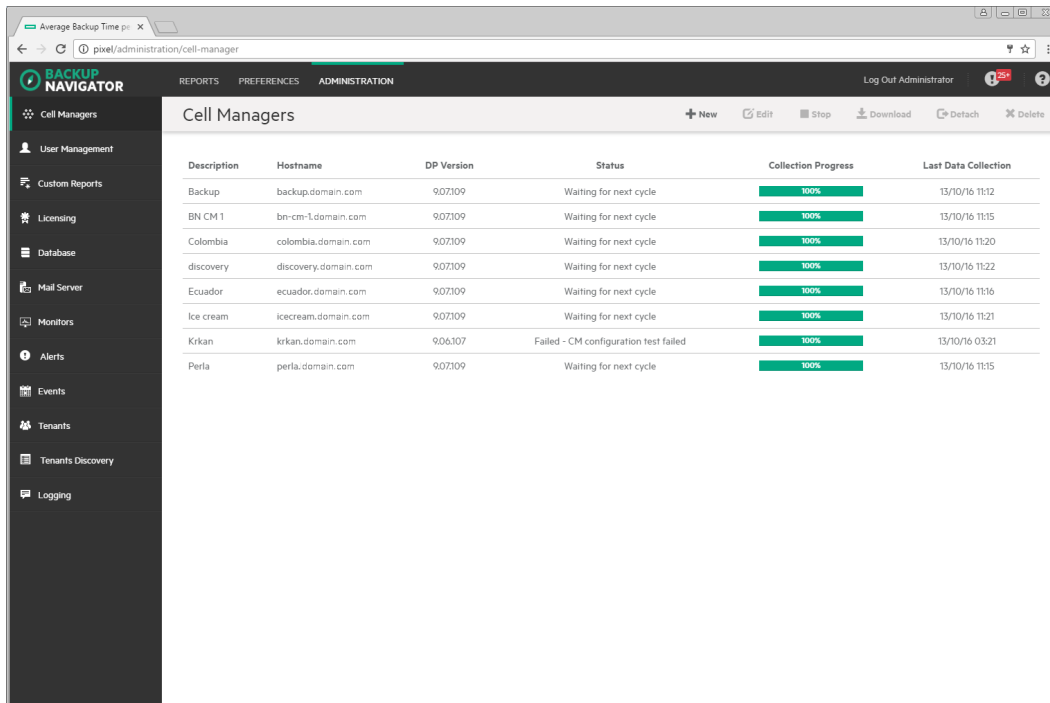 Average Backup Time pe
pixel/administration/cell-manager
BACKUP NAVIGATOR
REPORTS PREFERENCES ADMINISTRATION Log Out Administrator 25+
Cell Managers
User Management
Custom Reports
Licensing
Database
Mail Server
Monitors
Alerts
Events
Tenants
Tenants Discovery
Logging
Cell Managers New Edit Stop Download Detach Delete
Description Hostname DP Version Status Collection Progress Last Data Collection
Backup backup.domain.com 9.07.109 Waiting for next cycle 100% 13/10/16 11:12
BN CM 1 bn-cm-1.domain.com 9.07.109 Waiting for next cycle 100% 13/10/16 11:15
Colombia colombia.domain.com 9.07.109 Waiting for next cycle 100% 13/10/16 11:20
discovery discovery.domain.com 9.07.109 Waiting for next cycle 100% 13/10/16 11:22
Ecuador ecuador.domain.com 9.07.109 Waiting for next cycle 100% 13/10/16 11:16
Ice cream icecream.domain.com 9.07.109 Waiting for next cycle 100% 13/10/16 11:21
Krkan krkan.domain.com 9.06.107 Failed - CM configuration test failed 100% 13/10/16 03:21
Perla perla.domain.com 9.07.109 Waiting for next cycle 100% 13/10/16 11:15